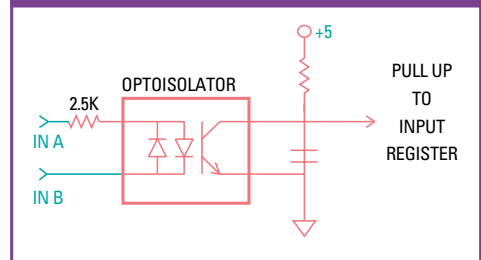 +5
OPTOISOLATOR
PULL UP
TO
INPUT
REGISTER
2.5K
IN A
IN B